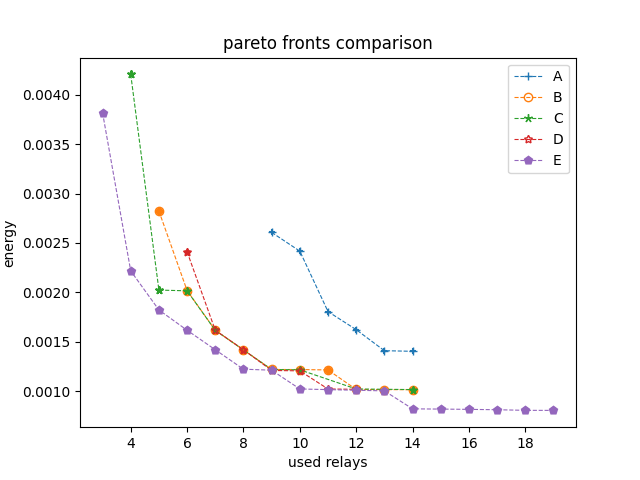 pareto fronts comparison
A
B
C
D
E
0.0040
0.0035
0.0030
0.0025
0.0020
0.0015
0.0010
energy
4 6 8 10 12 14 16 18
used relays